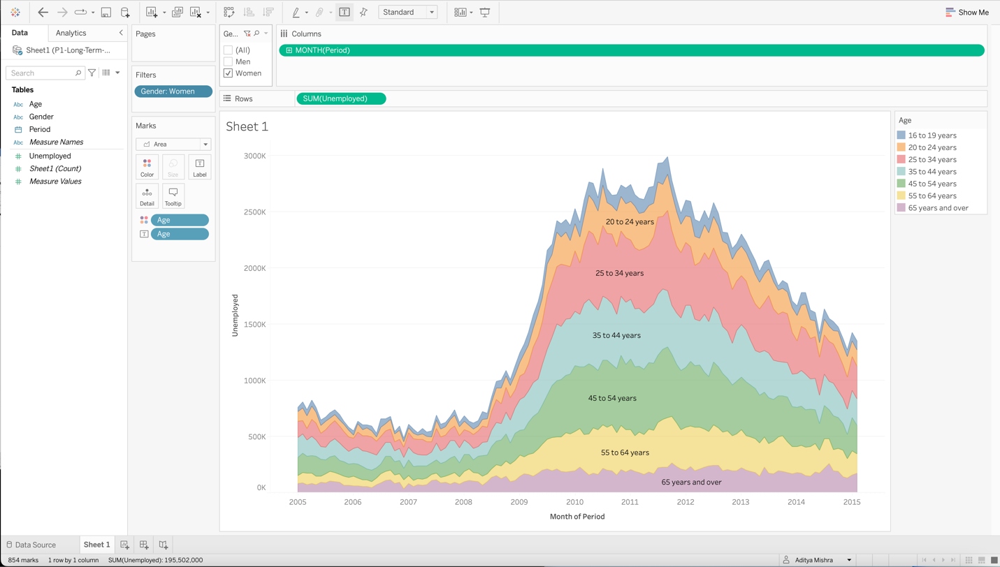 Standard
Show Me
Data
Analytics
Sheet1 (P1-Long-Term-...
Search
Tables
Abc Age
Abc Gender
Period
Abc Measure Names
Unemployed
Sheet1 (Count)
Measure Values
Pages
Filters
Gender: Women
Marks
Area
Color
Size
T
Label
Detail
Tooltip
Age
T Age
Ge...
(All)
Men
Women
Columns
MONTH(Period)
Rows
SUM(Unemployed)
Sheet 1
Unemployed
3000K
2500K
2000K
1500K
1000K
500K
0K
20 to 24 years
25 to 34 years
35 to 44 years
45 to 54 years
55 to 64 years
65 years and over
2005 2006 2007 2008 2009 2010 2011 2012 2013 2014 2015
Month of Period
Age
16 to 19 years
20 to 24 years
25 to 34 years
35 to 44 years
45 to 54 years
55 to 64 years
65 years and over
Data Source
Sheet 1
854 marks 1 row by 1 column SUM(Unemployed): 195,502,000
Aditya Mishra